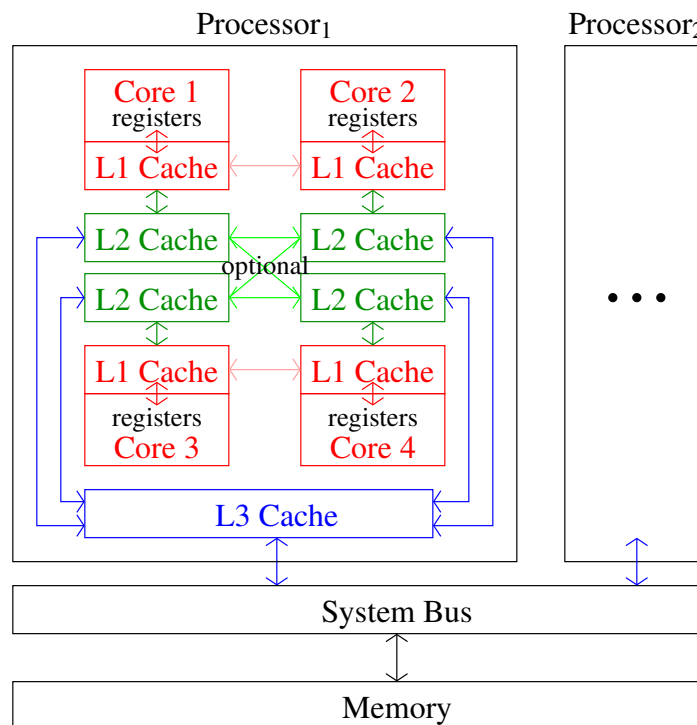 Processor₁ Processor₂
Core 1 Core 2
registers registers
L1 Cache L1 Cache
L2 Cache L2 Cache
optional
L2 Cache L2 Cache
L1 Cache L1 Cache
registers registers
Core 3 Core 4
L3 Cache
System Bus
Memory